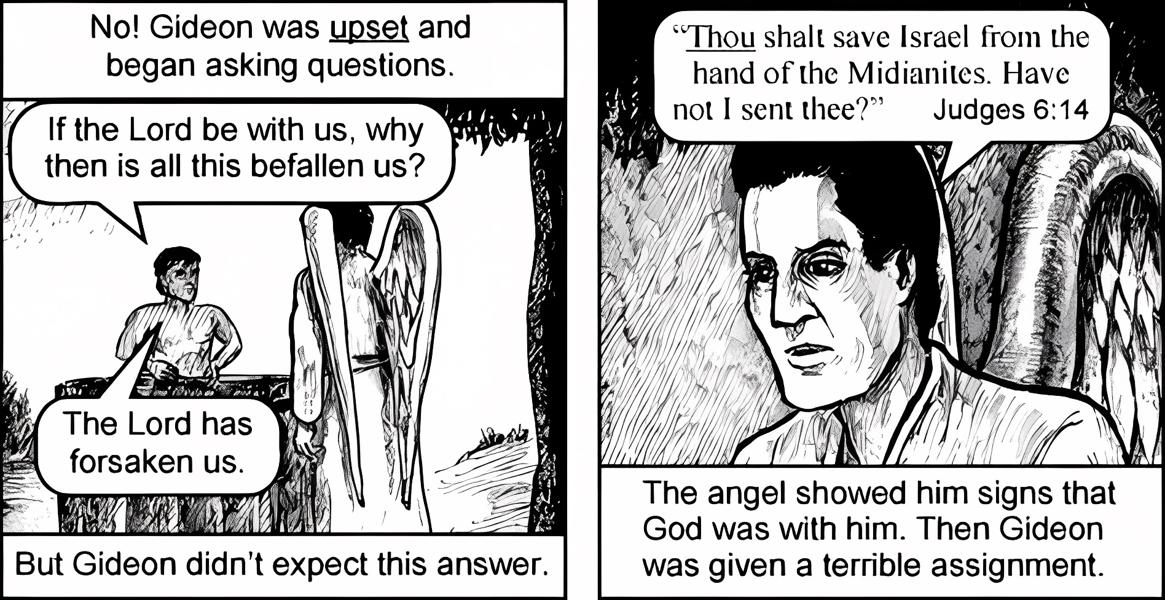 No! Gideon was upset and
began asking questions.
If the Lord be with us, why
then is all this befallen us?
The Lord has
forsaken us.
But Gideon didn't expect this answer.
“Thou shalt save Israel from the
hand of the Midianites. Have
not I sent thee?” Judges 6:14
The angel showed him signs that
God was with him. Then Gideon
was given a terrible assignment.